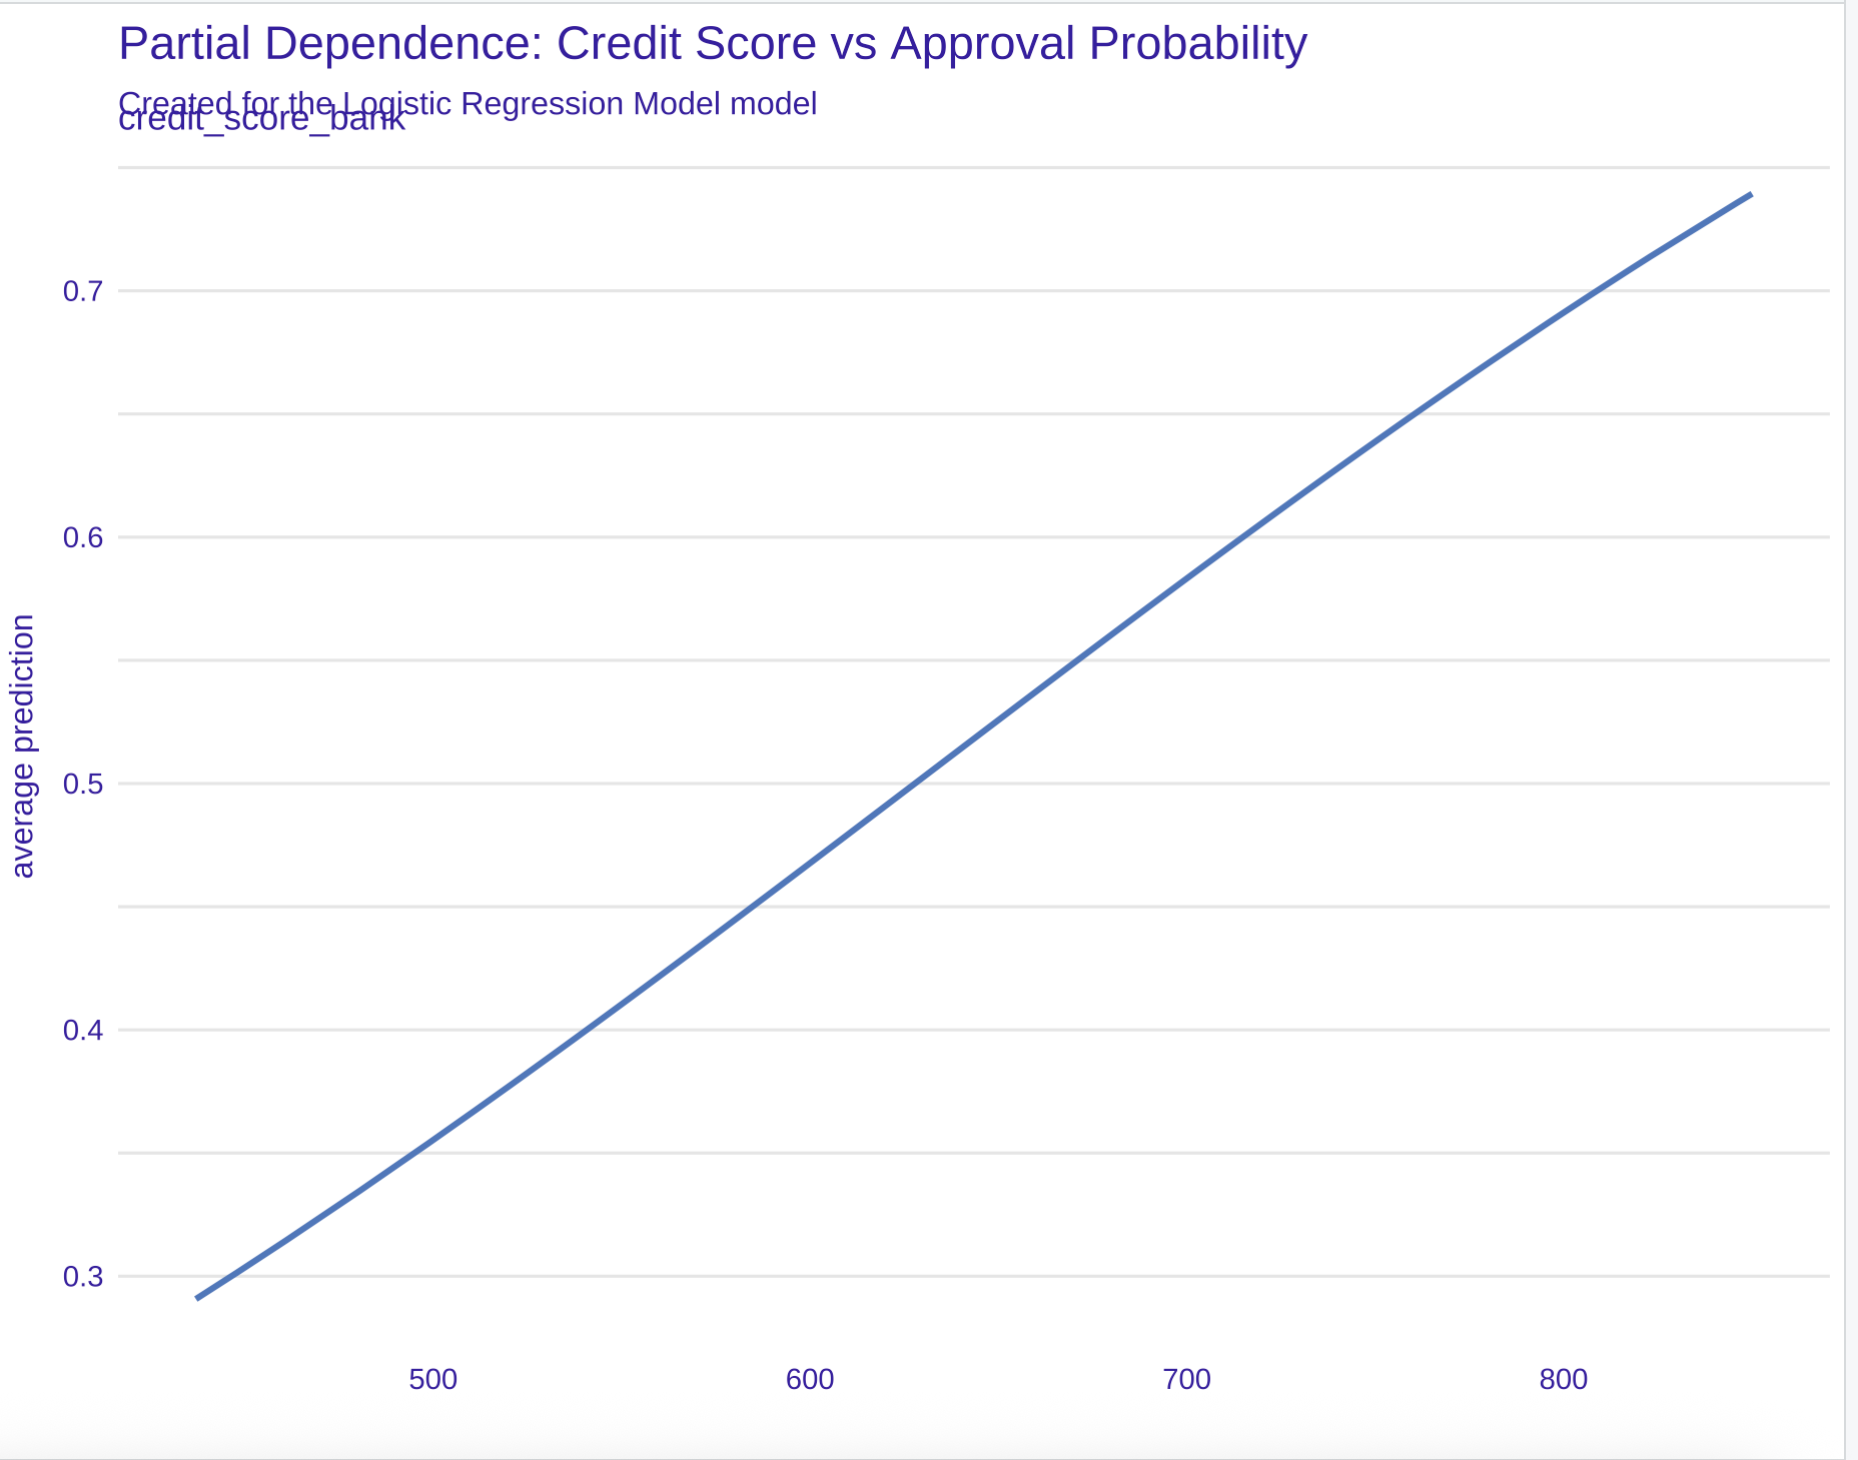 Partial Dependence: Credit Score vs Approval Probability
Created for the Logistic Regression Model model
credit_score_bank
0.7
0.6
0.5
0.4
0.3
average prediction
500 600 700 800